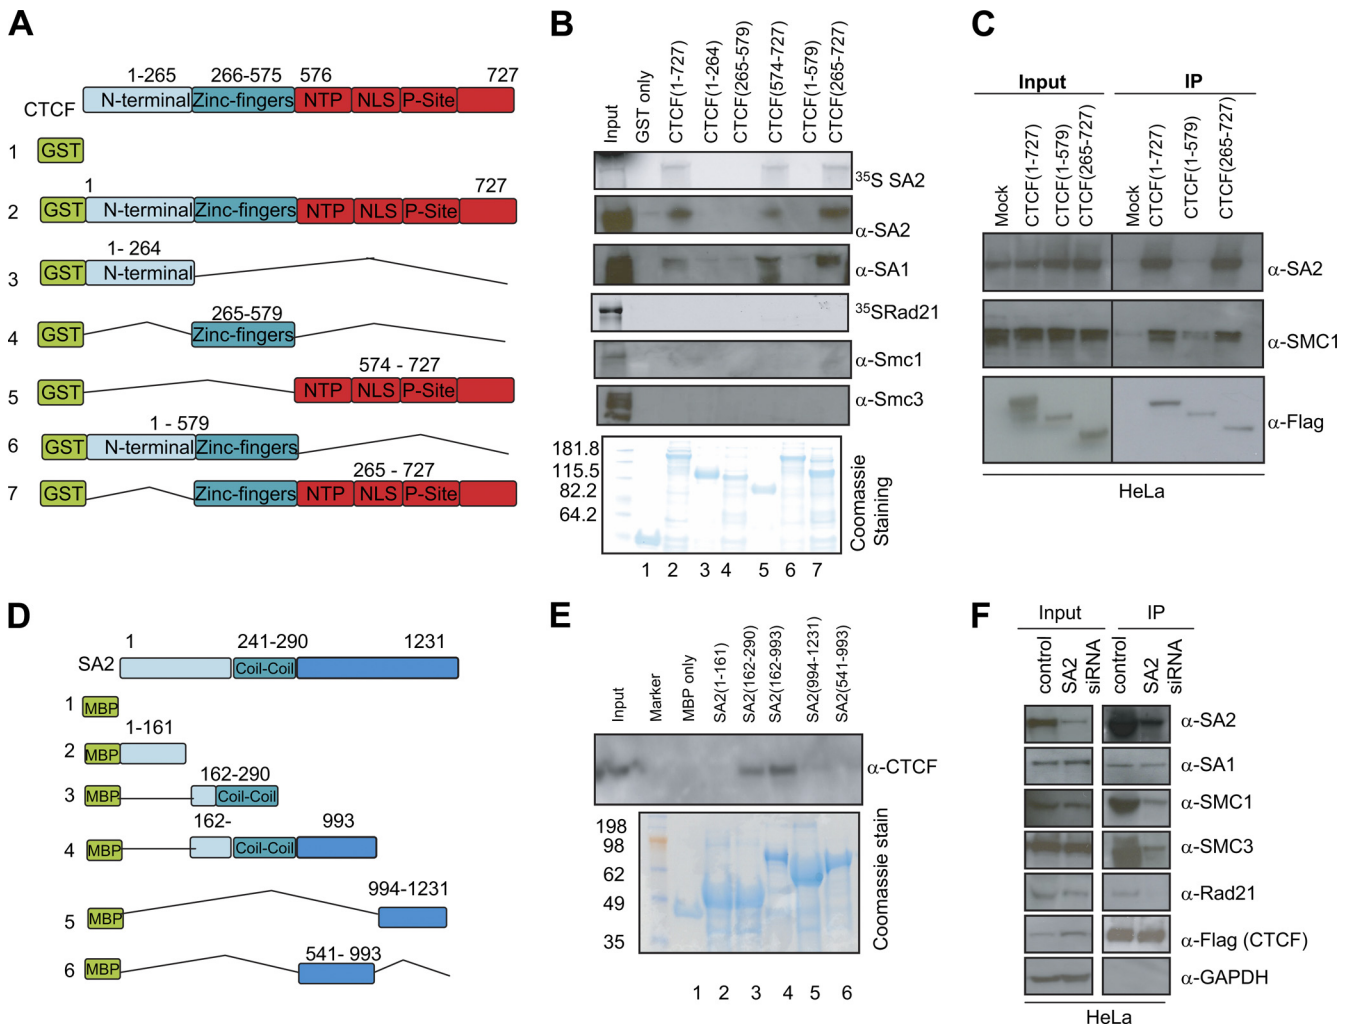 A
1-265 266-575 576 727
CTCF N-terminal Zinc-fingers NTP NLS P-Site
1 GST
1 727
2 GST N-terminal Zinc-fingers NTP NLS P-Site
1- 264
3 GST N-terminal
265-579
4 GST Zinc-fingers
574 - 727
5 GST NTP NLS P-Site
1 - 579
6 GST N-terminal Zinc-fingers
265 - 727
7 GST Zinc-fingers NTP NLS P-Site
B
Input
GST only
CTCF(1-727)
CTCF(1-264)
CTCF(265-579)
CTCF(574-727)
CTCF(1-579)
CTCF(265-727)
35S SA2
α-SA2
α-SA1
35SRad21
α-Smc1
α-Smc3
181.8
115.5
82.2
64.2
Coomassie
Staining
1 2 3 4 5 6 7
C
Input IP
Mock
CTCF(1-727)
CTCF(1-579)
CTCF(265-727)
Mock
CTCF(1-727)
CTCF(1-579)
CTCF(265-727)
α-SA2
α-SMC1
α-Flag
HeLa
D
1 241-290 1231
SA2 Coil-Coil
1 MBP
1-161
2 MBP
162-290
3 MBP Coil-Coil
162- 993
4 MBP Coil-Coil
994-1231
5 MBP
541- 993
6 MBP
E
Input
Marker
MBP only
SA2(1-161)
SA2(162-290)
SA2(162-993)
SA2(994-1231)
SA2(541-993)
α-CTCF
198
98
62
49
35
Coomassie stain
1 2 3 4 5 6
F
Input IP
control
SA2
siRNA
control
SA2
siRNA
α-SA2
α-SA1
α-SMC1
α-SMC3
α-Rad21
α-Flag (CTCF)
α-GAPDH
HeLa